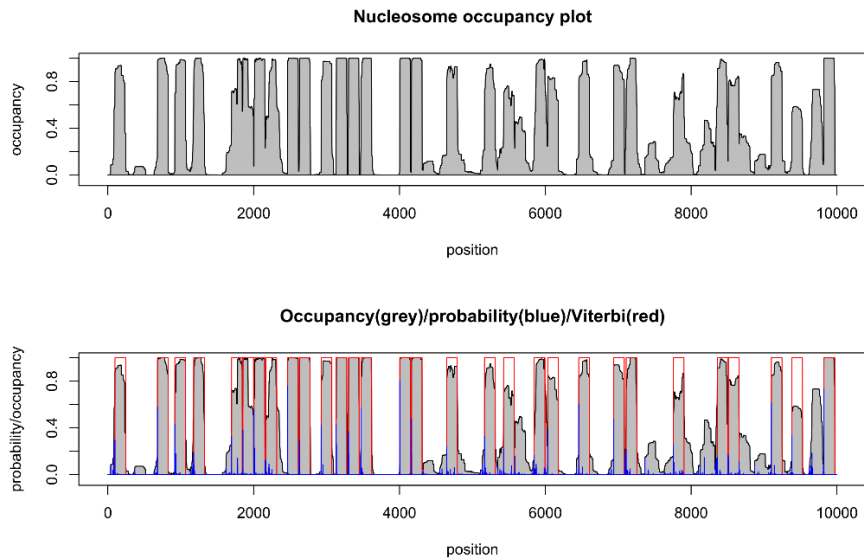 Nucleosome occupancy plot
occupancy
0.0 0.4 0.8
0 2000 4000 6000 8000 10000
position
Occupancy(grey)/probability(blue)/Viterbi(red)
probability/occupancy
0.0 0.4 0.8
0 2000 4000 6000 8000 10000
position